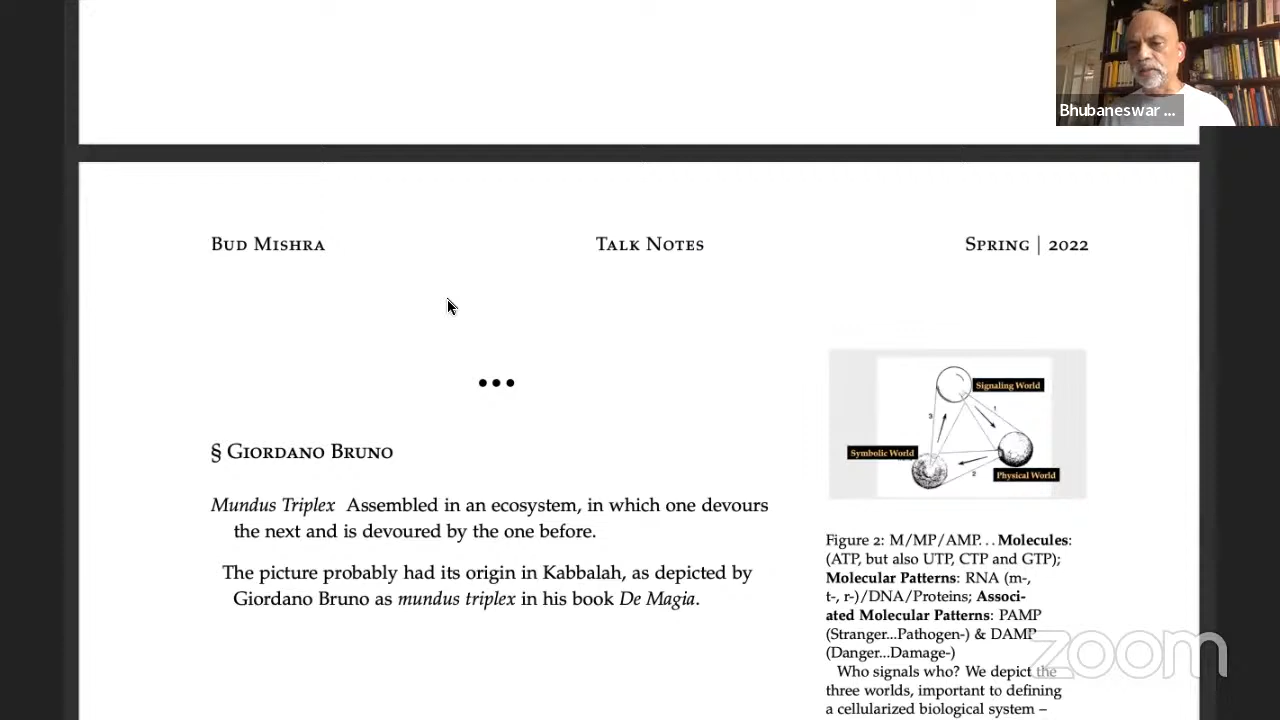 Bhubaneswar ...
Bud Mishra Talk Notes Spring | 2022
•••
§ Giordano Bruno
Mundus Triplex Assembled in an ecosystem, in which one devours
the next and is devoured by the one before.
The picture probably had its origin in Kabbalah, as depicted by
Giordano Bruno as mundus triplex in his book De Magia.
Signaling World
3
1
Symbolic World
2
Physical World
Figure 2: M/MP/AMP. . . Molecules:
(ATP, but also UTP, CTP and GTP);
Molecular Patterns: RNA (m-,
t-, r-)/DNA/Proteins; Associ-
ated Molecular Patterns: PAMP
(Stranger...Pathogen-) & DAMP
(Danger...Damage-)
Who signals who? We depict the
three worlds, important to defining
a cellularized biological system –
zoom